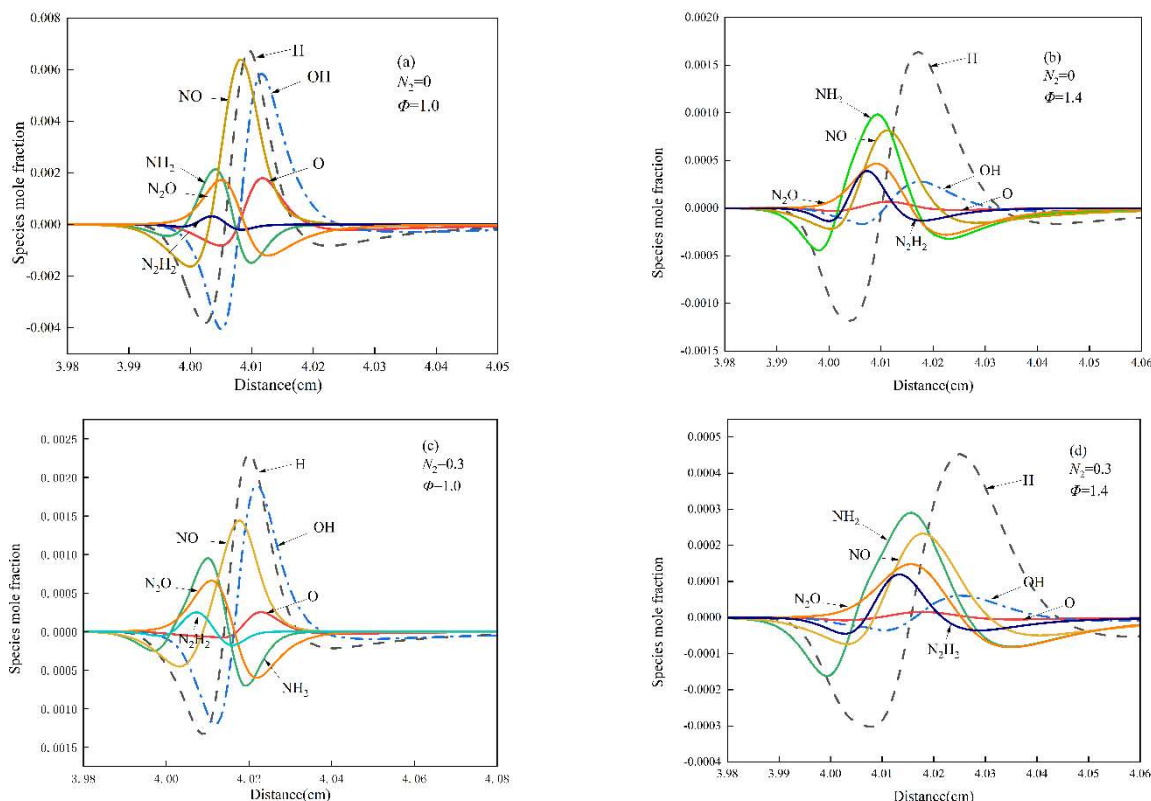 0.008
0.006
0.004
0.002
0.000
-0.002
-0.004
3.98 3.99 4.00 4.01 4.02 4.03 4.04 4.05
Species mole fraction
Distance(cm)
(a)
N₂=0
Φ=1.0
H
OH
NO
NH₂
N₂O
O
N₂H₂
0.0020
0.0015
0.0010
0.0005
0.0000
-0.0005
-0.0010
-0.0015
3.98 3.99 4.00 4.01 4.02 4.03 4.04 4.05 4.06
Species mole fraction
Distance(cm)
(b)
N₂=0
Φ=1.4
H
NH₂
NO
OH
N₂O
O
N₂H₂
0.0025
0.0020
0.0015
0.0010
0.0005
0.0000
0.0005
0.0010
0.0015
3.98 4.00 4.02 4.04 4.06 4.08
Species mole fraction
Distance(cm)
(c)
N₂−0.3
Φ−1.0
H
NO
OH
N₂O
O
N₂H₂
NH₂
0.0005
0.0004
0.0003
0.0002
0.0001
0.0000
-0.0001
-0.0002
-0.0003
-0.0004
3.98 3.99 4.00 4.01 4.02 4.03 4.04 4.05 4.06
Species mole fraction
Distance(cm)
(d)
N₂=0.3
Φ=1.4
H
NH₂
NO
N₂O
OH
O
N₂H₂